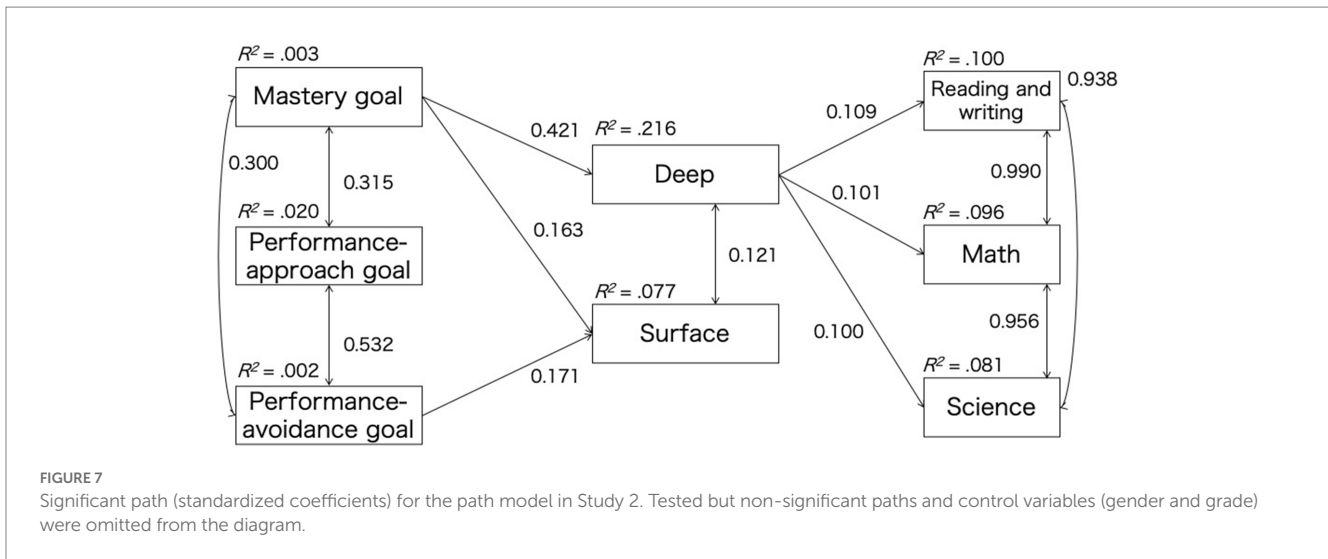 R² = .003
Mastery goal
0.300
0.315
R² = .020
Performance-
approach goal
0.532
R² = .002
Performance-
avoidance goal
0.421
0.163
0.171
R² = .216
Deep
0.121
R² = .077
Surface
0.109
0.101
0.100
R² = .100
Reading and
writing
0.938
0.990
R² = .096
Math
0.956
R² = .081
Science
FIGURE 7
Significant path (standardized coefficients) for the path model in Study 2. Tested but non-significant paths and control variables (gender and grade)
were omitted from the diagram.